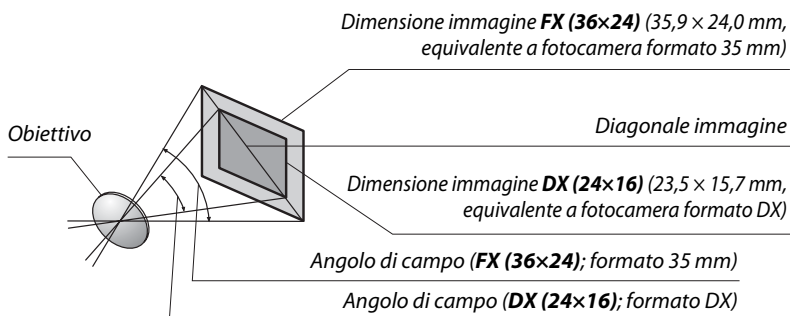 Dimensione immagine FX (36×24) (35,9 × 24,0 mm,
equivalente a fotocamera formato 35 mm)
Obiettivo
Diagonale immagine
Dimensione immagine DX (24×16) (23,5 × 15,7 mm,
equivalente a fotocamera formato DX)
Angolo di campo (FX (36×24); formato 35 mm)
Angolo di campo (DX (24×16); formato DX)